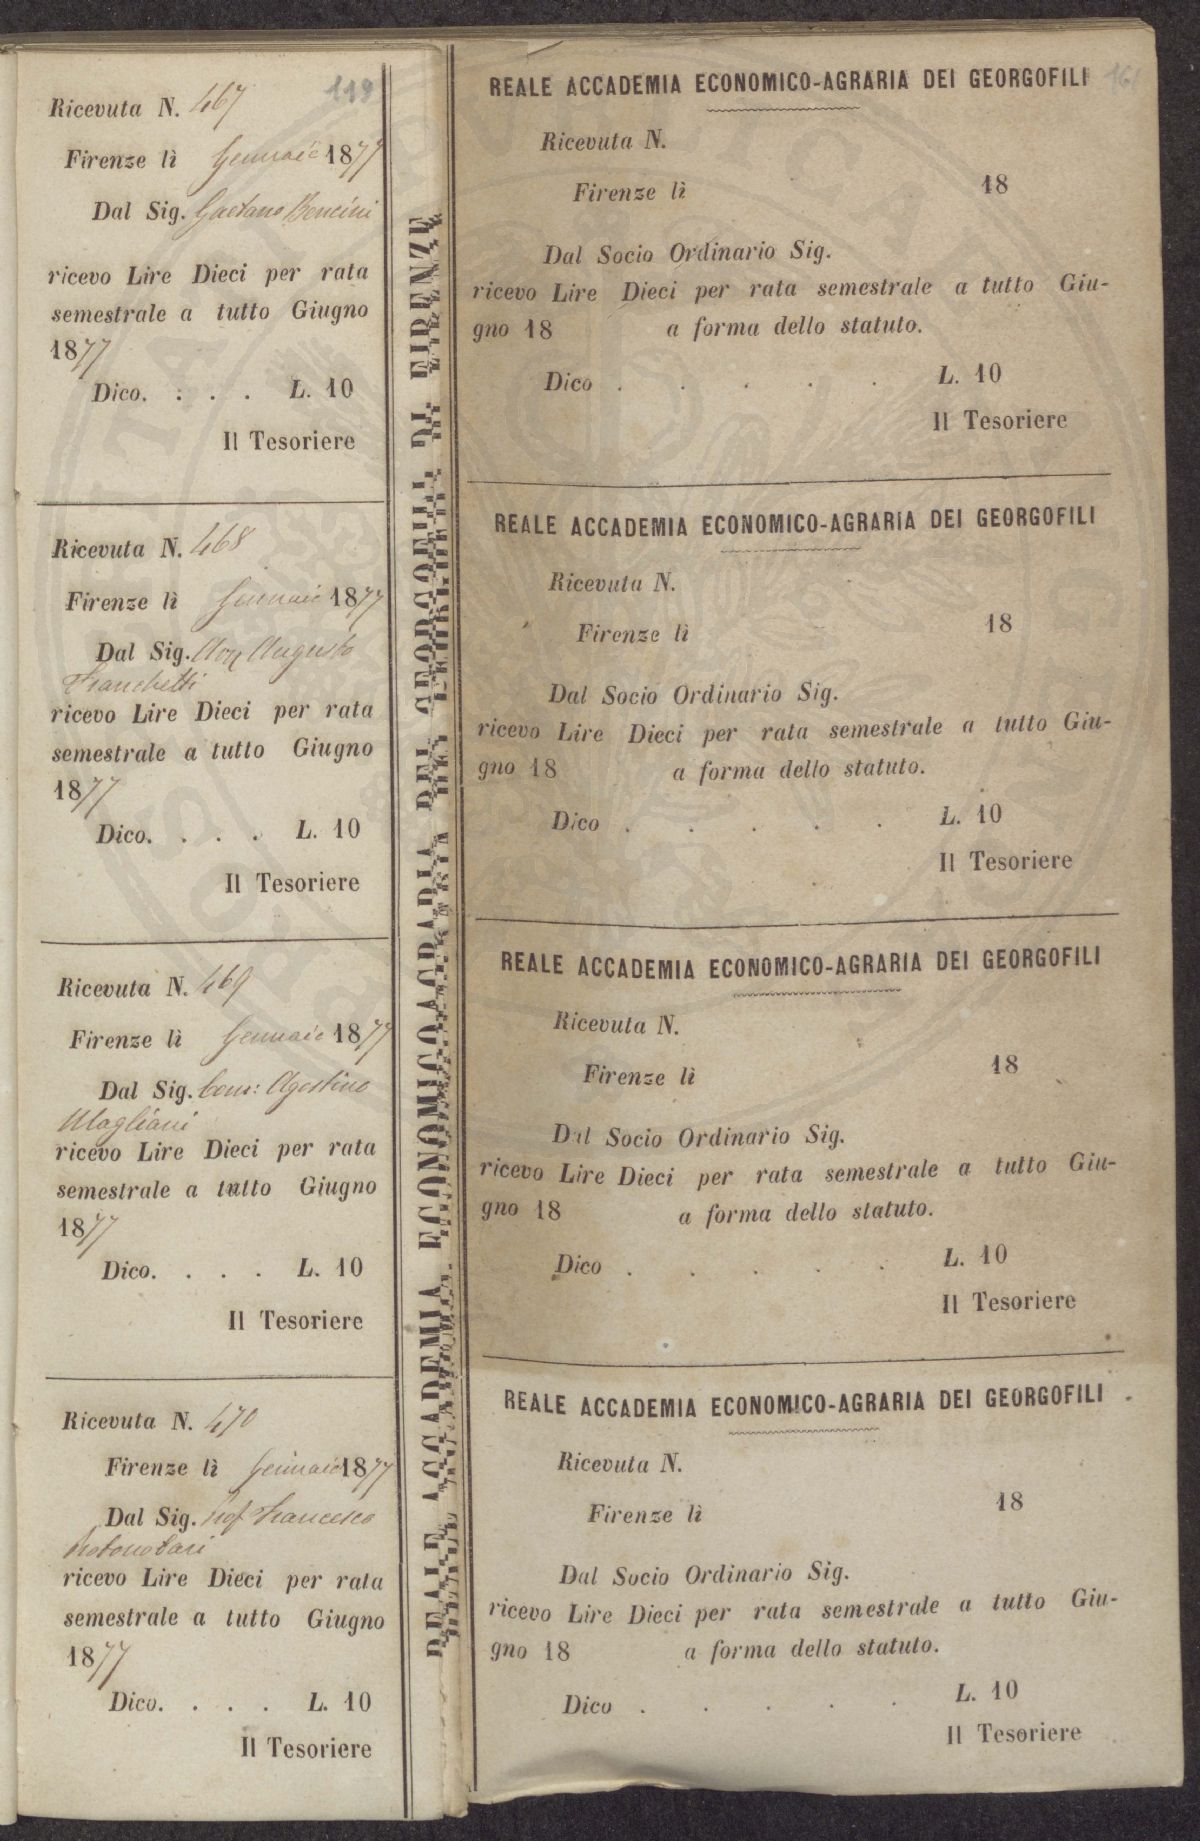 119
Ricevuta N. 467
Firenze lì Gennaio 1877
Dal Sig. Gaetano Bencini
ricevo Lire Dieci per rata
semestrale a tutto Giugno
1877
Dico. . . . L. 10
Il Tesoriere
Ricevuta N. 468
Firenze lì Gennaio 1877
Dal Sig. Avv Augusto
Franchetti
ricevo Lire Dieci per rata
semestrale a tutto Giugno
1877
Dico. . . . L. 10
Il Tesoriere
Ricevuta N. 469
Firenze lì Gennaio 1877
Dal Sig. Com: Agostino
Magliani
ricevo Lire Dieci per rata
semestrale a tutto Giugno
1877
Dico. . . . L. 10
Il Tesoriere
Ricevuta N. 470
Firenze lì Gennaio 1877
Dal Sig. Prof Francesco
Protonotari
ricevo Lire Dieci per rata
semestrale a tutto Giugno
1877
Dico. . . . L. 10
Il Tesoriere
REALE ACCADEMIA ECONOMICO AGRARIA DEI GEORGOFILI DI FIRENZE
REALE ACCADEMIA ECONOMICO-AGRARIA DEI GEORGOFILI
Ricevuta N.
Firenze lì 18
Dal Socio Ordinario Sig.
ricevo Lire Dieci per rata semestrale a tutto Giu-
gno 18 a forma dello statuto.
Dico . . . . . L. 10
Il Tesoriere
REALE ACCADEMIA ECONOMICO-AGRARIA DEI GEORGOFILI
Ricevuta N.
Firenze lì 18
Dal Socio Ordinario Sig.
ricevo Lire Dieci per rata semestrale a tutto Giu-
gno 18 a forma dello statuto.
Dico . . . . . L. 10
Il Tesoriere
REALE ACCADEMIA ECONOMICO-AGRARIA DEI GEORGOFILI
Ricevuta N.
Firenze lì 18
Dal Socio Ordinario Sig.
ricevo Lire Dieci per rata semestrale a tutto Giu-
gno 18 a forma dello statuto.
Dico . . . . . L. 10
Il Tesoriere
REALE ACCADEMIA ECONOMICO-AGRARIA DEI GEORGOFILI
Ricevuta N.
Firenze lì 18
Dal Socio Ordinario Sig.
ricevo Lire Dieci per rata semestrale a tutto Giu-
gno 18 a forma dello statuto.
Dico . . . . . L. 10
Il Tesoriere